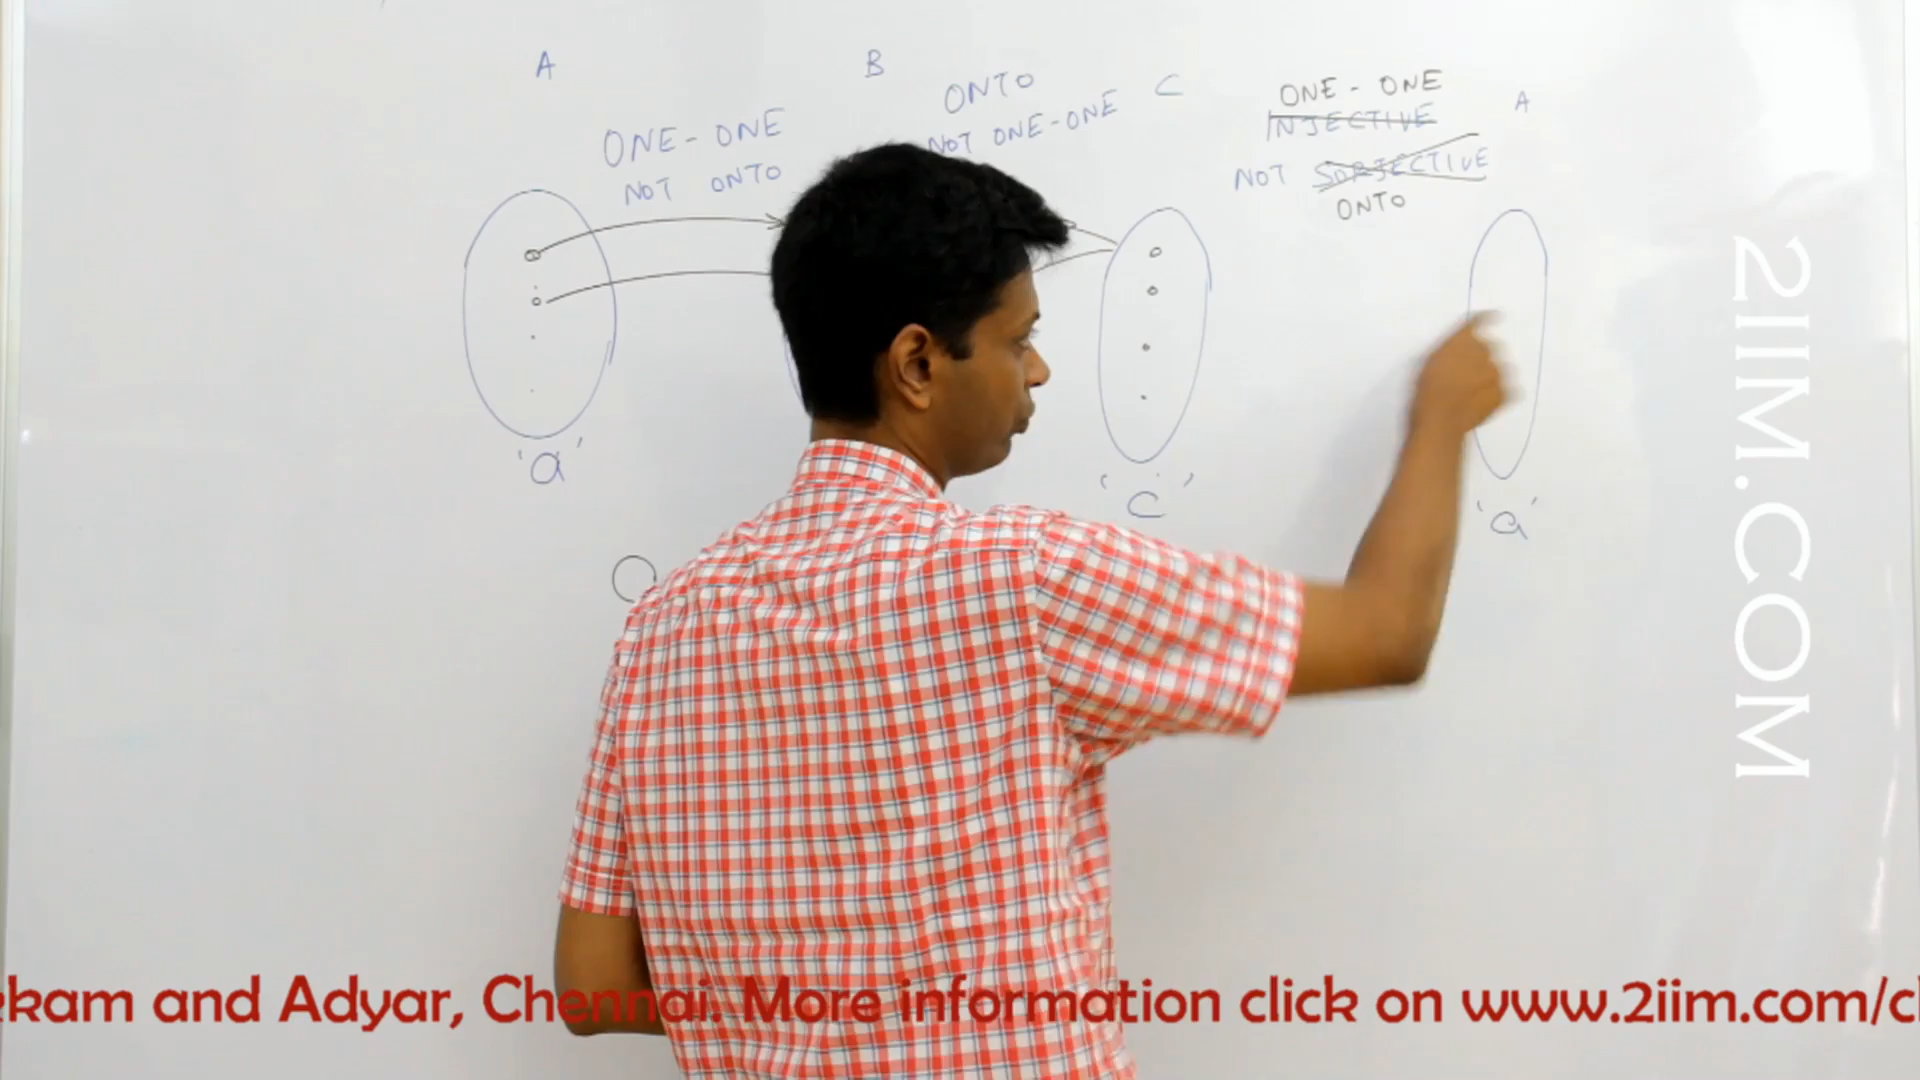 A
B
C
A
ONE - ONE
NOT ONTO
ONTO
NOT ONE-ONE
ONE - ONE
INJECTIVE
NOT SORJECTIVE
ONTO
'a'
'c'
'a'
2IIM.COM
kam and Adyar, Chennai. More information click on www.2iim.com/c